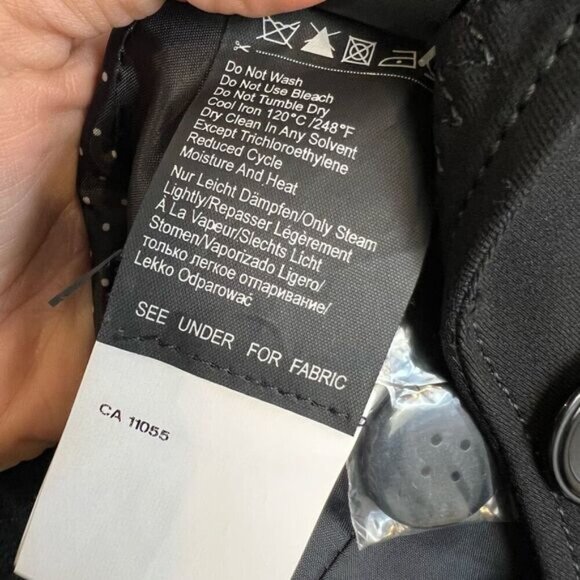 Do Not Wash
Do Not Use Bleach
Do Not Tumble Dry
Cool Iron 120°C /248°F
Dry Clean In Any Solvent
Except Trichloroethylene
Reduced Cycle
Moisture And Heat
Nur Leicht Dämpfen/Only Steam
Lightly/Repasser Légèrement
À La Vapeur/Slechts Licht
Stomen/Vaporizado Ligero/
только легкое отпаривание/
Lekko Odparować
SEE UNDER FOR FABRIC
CA 11055